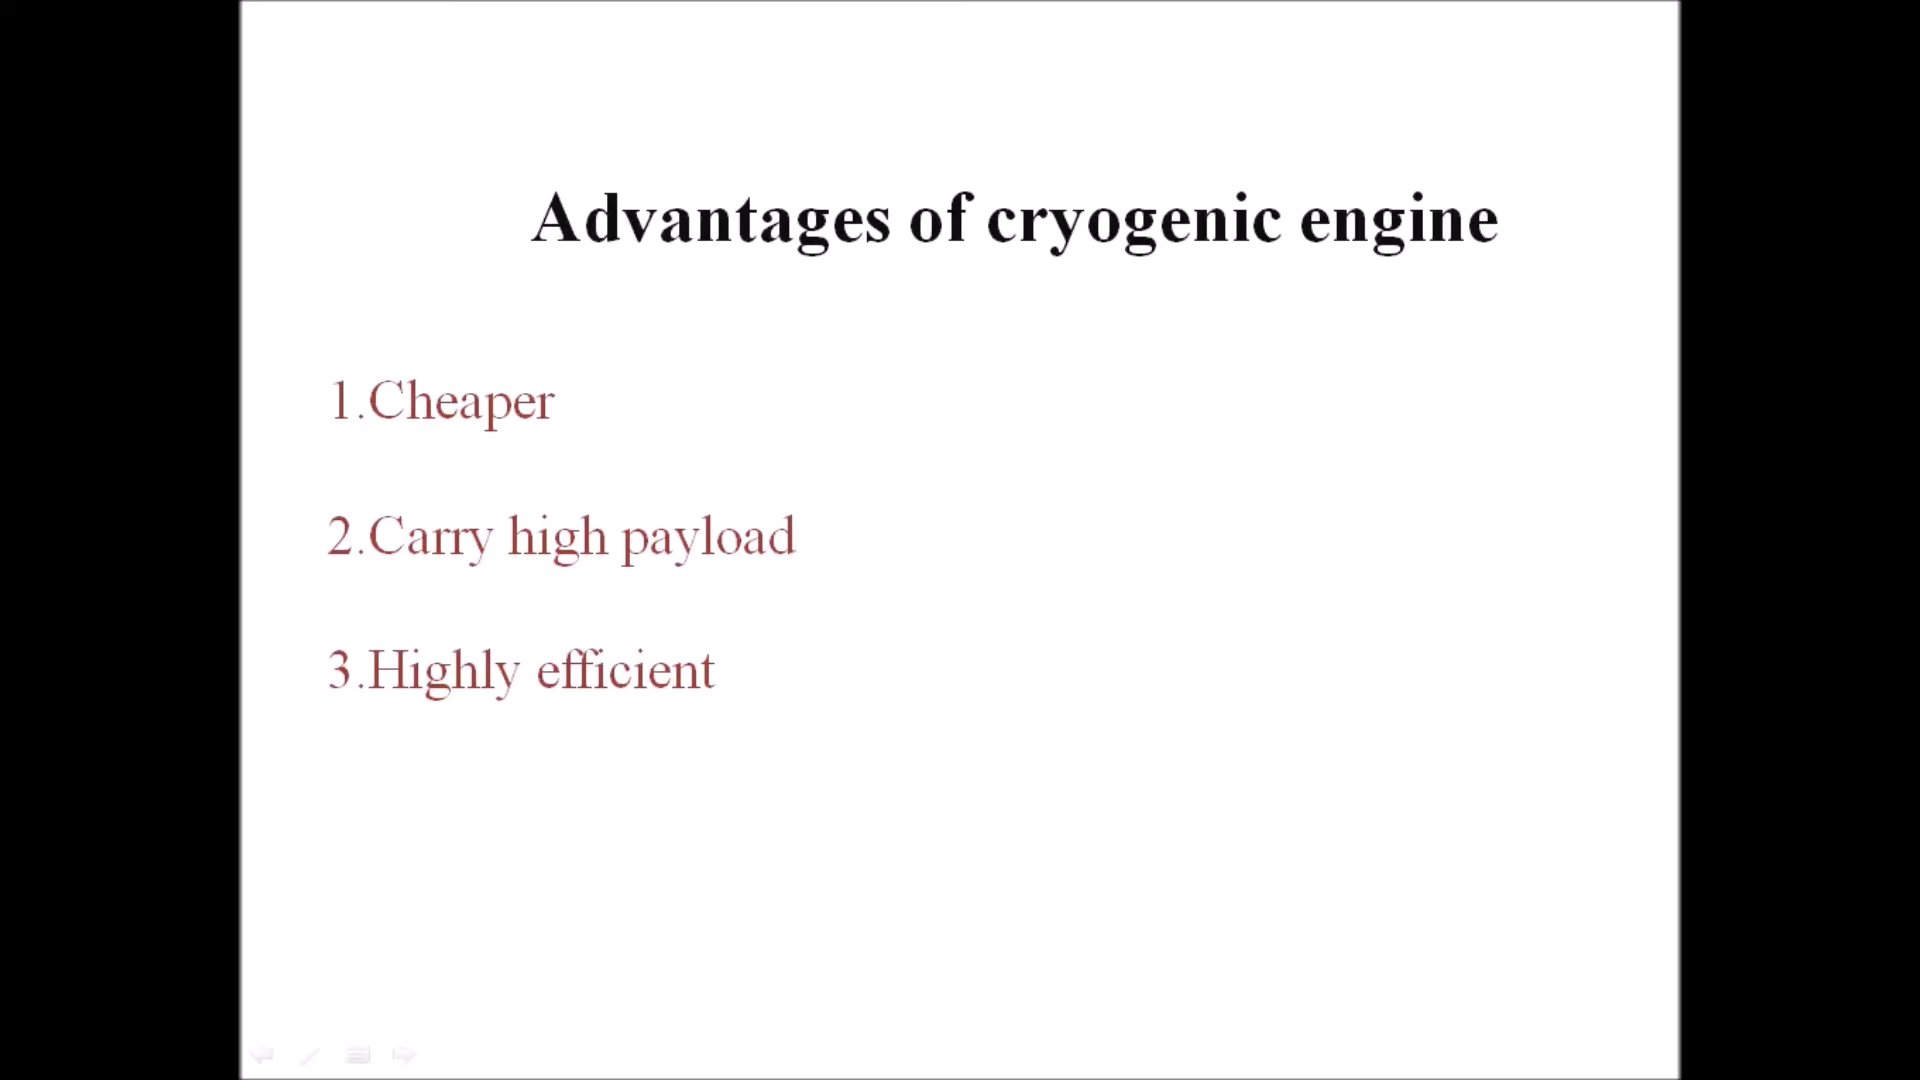 Advantages of cryogenic engine
1.Cheaper
2.Carry high payload
3.Highly efficient